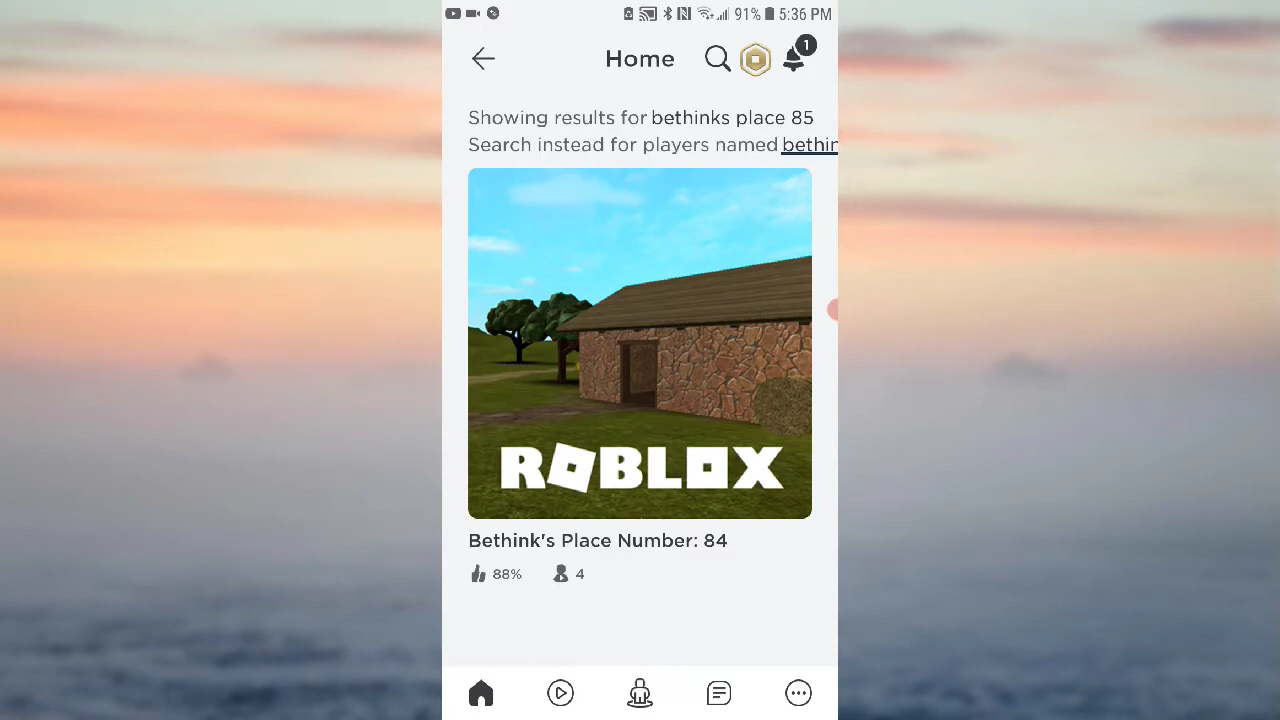 91% 5:36 PM
Home
1
Showing results for bethinks place 85
Search instead for players named
ROBLOX
Bethink's Place Number: 84
88% 4